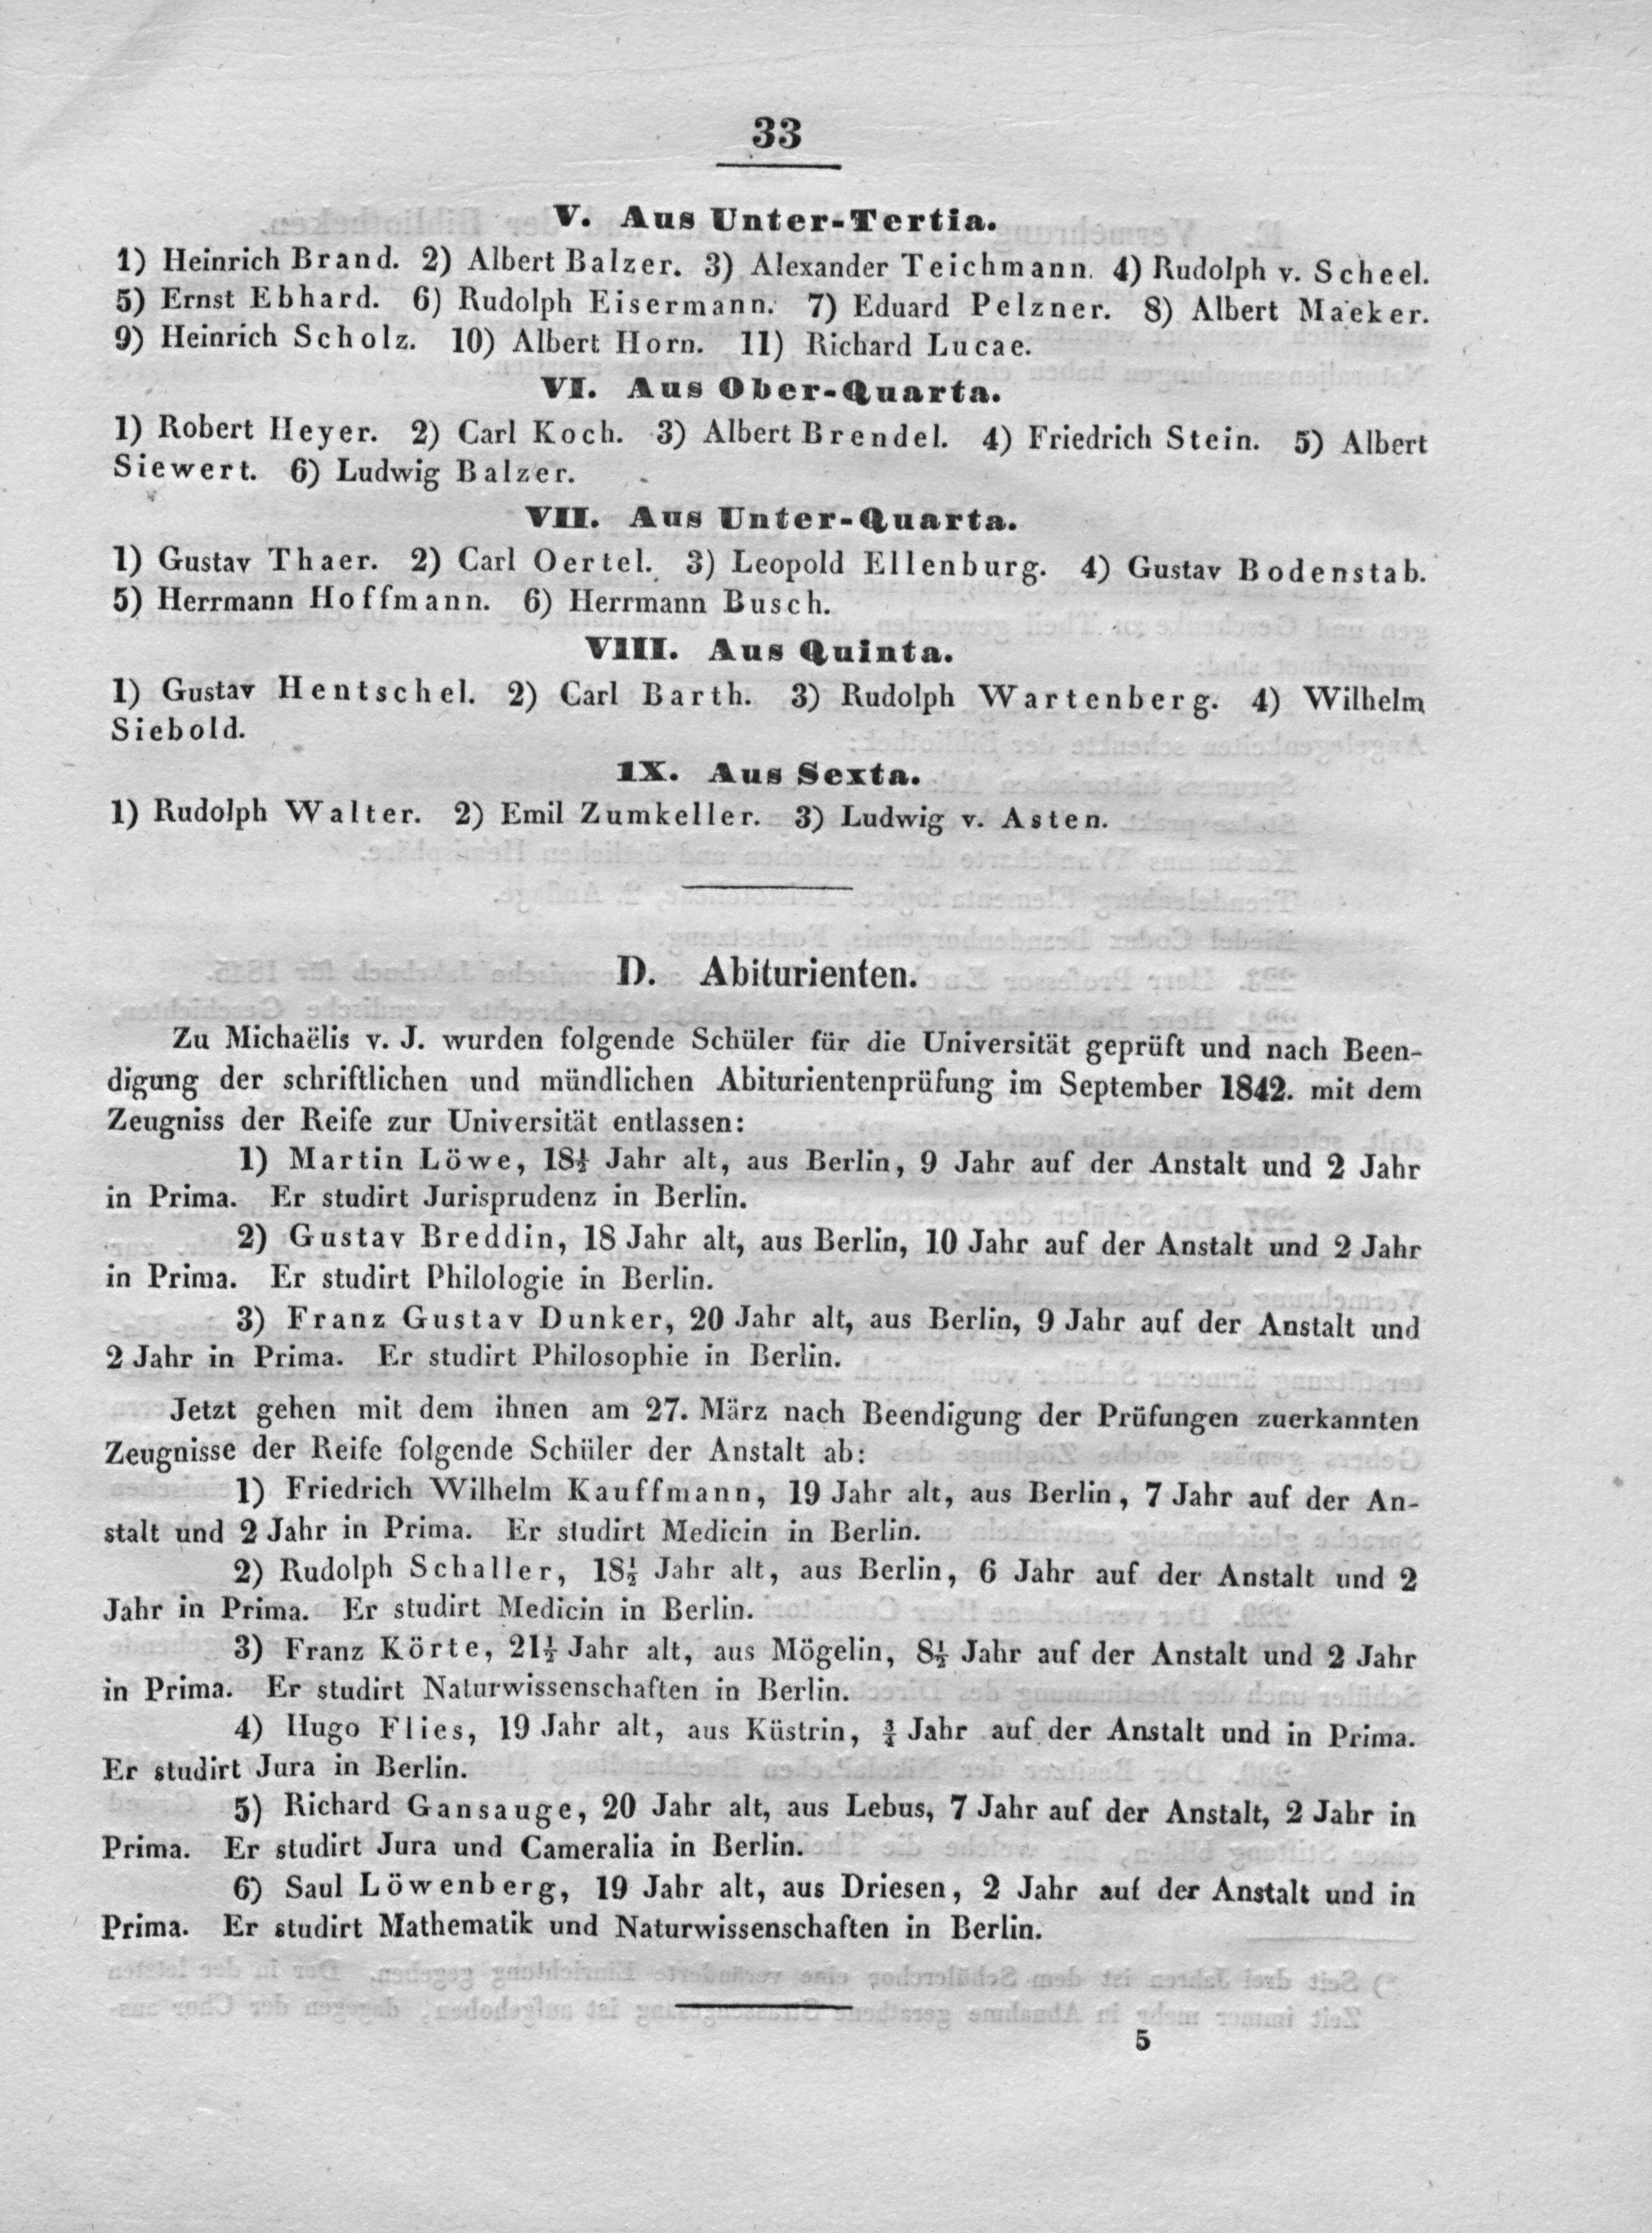 33
V. Aus Unter-Tertia.
1) Heinrich Brand. 2) Albert Balzer. 3) Alexander Teichmann. 4) Rudolph v. Scheel.
5) Ernst Ebhard. 6) Rudolph Eisermann. 7) Eduard Pelzner. 8) Albert Maeker.
9) Heinrich Scholz. 10) Albert Horn. 11) Richard Lucae.
VI. Aus Ober-Quarta.
1) Robert Heyer. 2) Carl Koch. 3) Albert Brendel. 4) Friedrich Stein. 5) Albert
Siewert. 6) Ludwig Balzer.
VII. Aus Unter-Quarta.
1) Gustav Thaer. 2) Carl Oertel. 3) Leopold Ellenburg. 4) Gustav Bodenstab.
5) Herrmann Hoffmann. 6) Herrmann Busch.
VIII. Aus Quinta.
1) Gustav Hentschel. 2) Carl Barth. 3) Rudolph Wartenberg. 4) Wilhelm
Siebold.
IX. Aus Sexta.
1) Rudolph Walter. 2) Emil Zumkeller. 3) Ludwig v. Asten.
D. Abiturienten.
Zu Michaëlis v. J. wurden folgende Schüler für die Universität geprüft und nach Been-
digung der schriftlichen und mündlichen Abiturientenprüfung im September 1842. mit dem
Zeugniss der Reife zur Universität entlassen:
1) Martin Löwe, 18½ Jahr alt, aus Berlin, 9 Jahr auf der Anstalt und 2 Jahr
in Prima. Er studirt Jurisprudenz in Berlin.
2) Gustav Breddin, 18 Jahr alt, aus Berlin, 10 Jahr auf der Anstalt und 2 Jahr
in Prima. Er studirt Philologie in Berlin.
3) Franz Gustav Dunker, 20 Jahr alt, aus Berlin, 9 Jahr auf der Anstalt und
2 Jahr in Prima. Er studirt Philosophie in Berlin.
Jetzt gehen mit dem ihnen am 27. März nach Beendigung der Prüfungen zuerkannten
Zeugnisse der Reife folgende Schüler der Anstalt ab:
1) Friedrich Wilhelm Kauffmann, 19 Jahr alt, aus Berlin, 7 Jahr auf der An-
stalt und 2 Jahr in Prima. Er studirt Medicin in Berlin.
2) Rudolph Schaller, 18½ Jahr alt, aus Berlin, 6 Jahr auf der Anstalt und 2
Jahr in Prima. Er studirt Medicin in Berlin.
3) Franz Körte, 21½ Jahr alt, aus Mögelin, 8½ Jahr auf der Anstalt und 2 Jahr
in Prima. Er studirt Naturwissenschaften in Berlin.
4) Hugo Flies, 19 Jahr alt, aus Küstrin, ¾ Jahr auf der Anstalt und in Prima.
Er studirt Jura in Berlin.
5) Richard Gansauge, 20 Jahr alt, aus Lebus, 7 Jahr auf der Anstalt, 2 Jahr in
Prima. Er studirt Jura und Cameralia in Berlin.
6) Saul Löwenberg, 19 Jahr alt, aus Driesen, 2 Jahr auf der Anstalt und in
Prima. Er studirt Mathematik und Naturwissenschaften in Berlin.
5